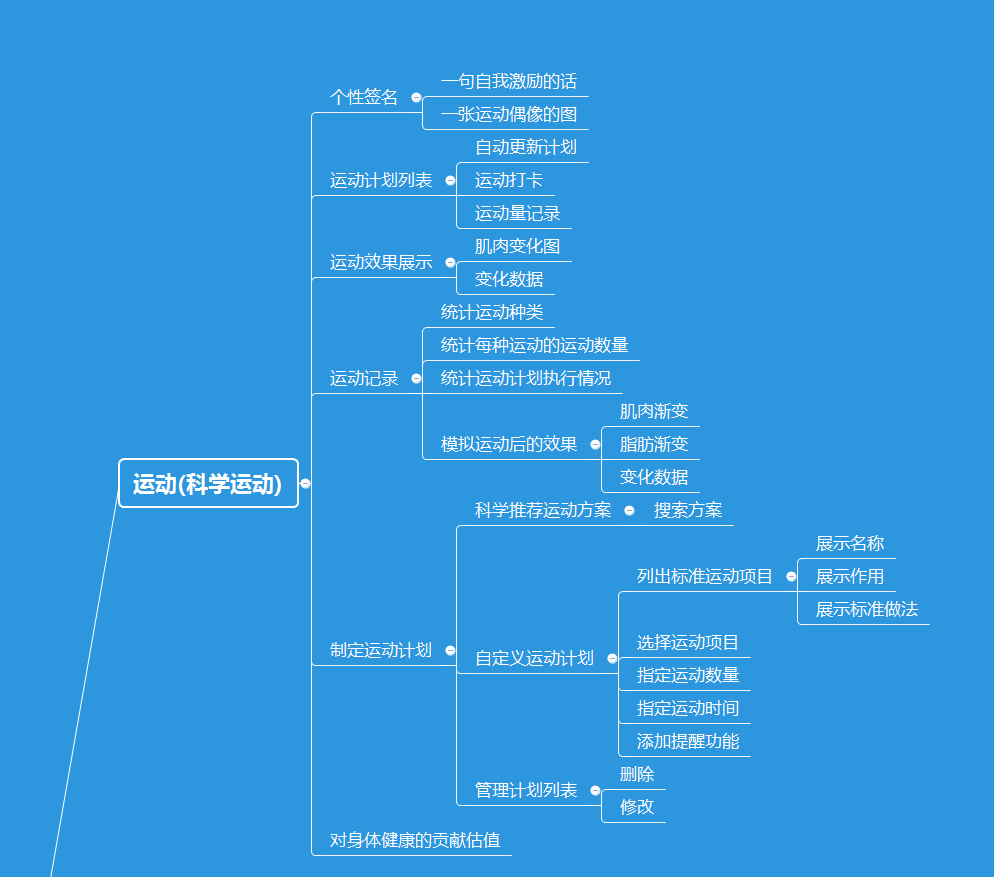 一句自我激励的话
个性签名
一张运动偶像的图
自动更新计划
运动计划列表
运动打卡
运动量记录
肌肉变化图
运动效果展示
变化数据
统计运动种类
统计每种运动的运动数量
运动记录
统计运动计划执行情况
肌肉渐变
模拟运动后的效果
脂肪渐变
变化数据
运动(科学运动)
科学推荐运动方案
搜索方案
展示名称
列出标准运动项目
展示作用
展示标准做法
选择运动项目
制定运动计划
自定义运动计划
指定运动数量
指定运动时间
添加提醒功能
删除
管理计划列表
修改
对身体健康的贡献估值